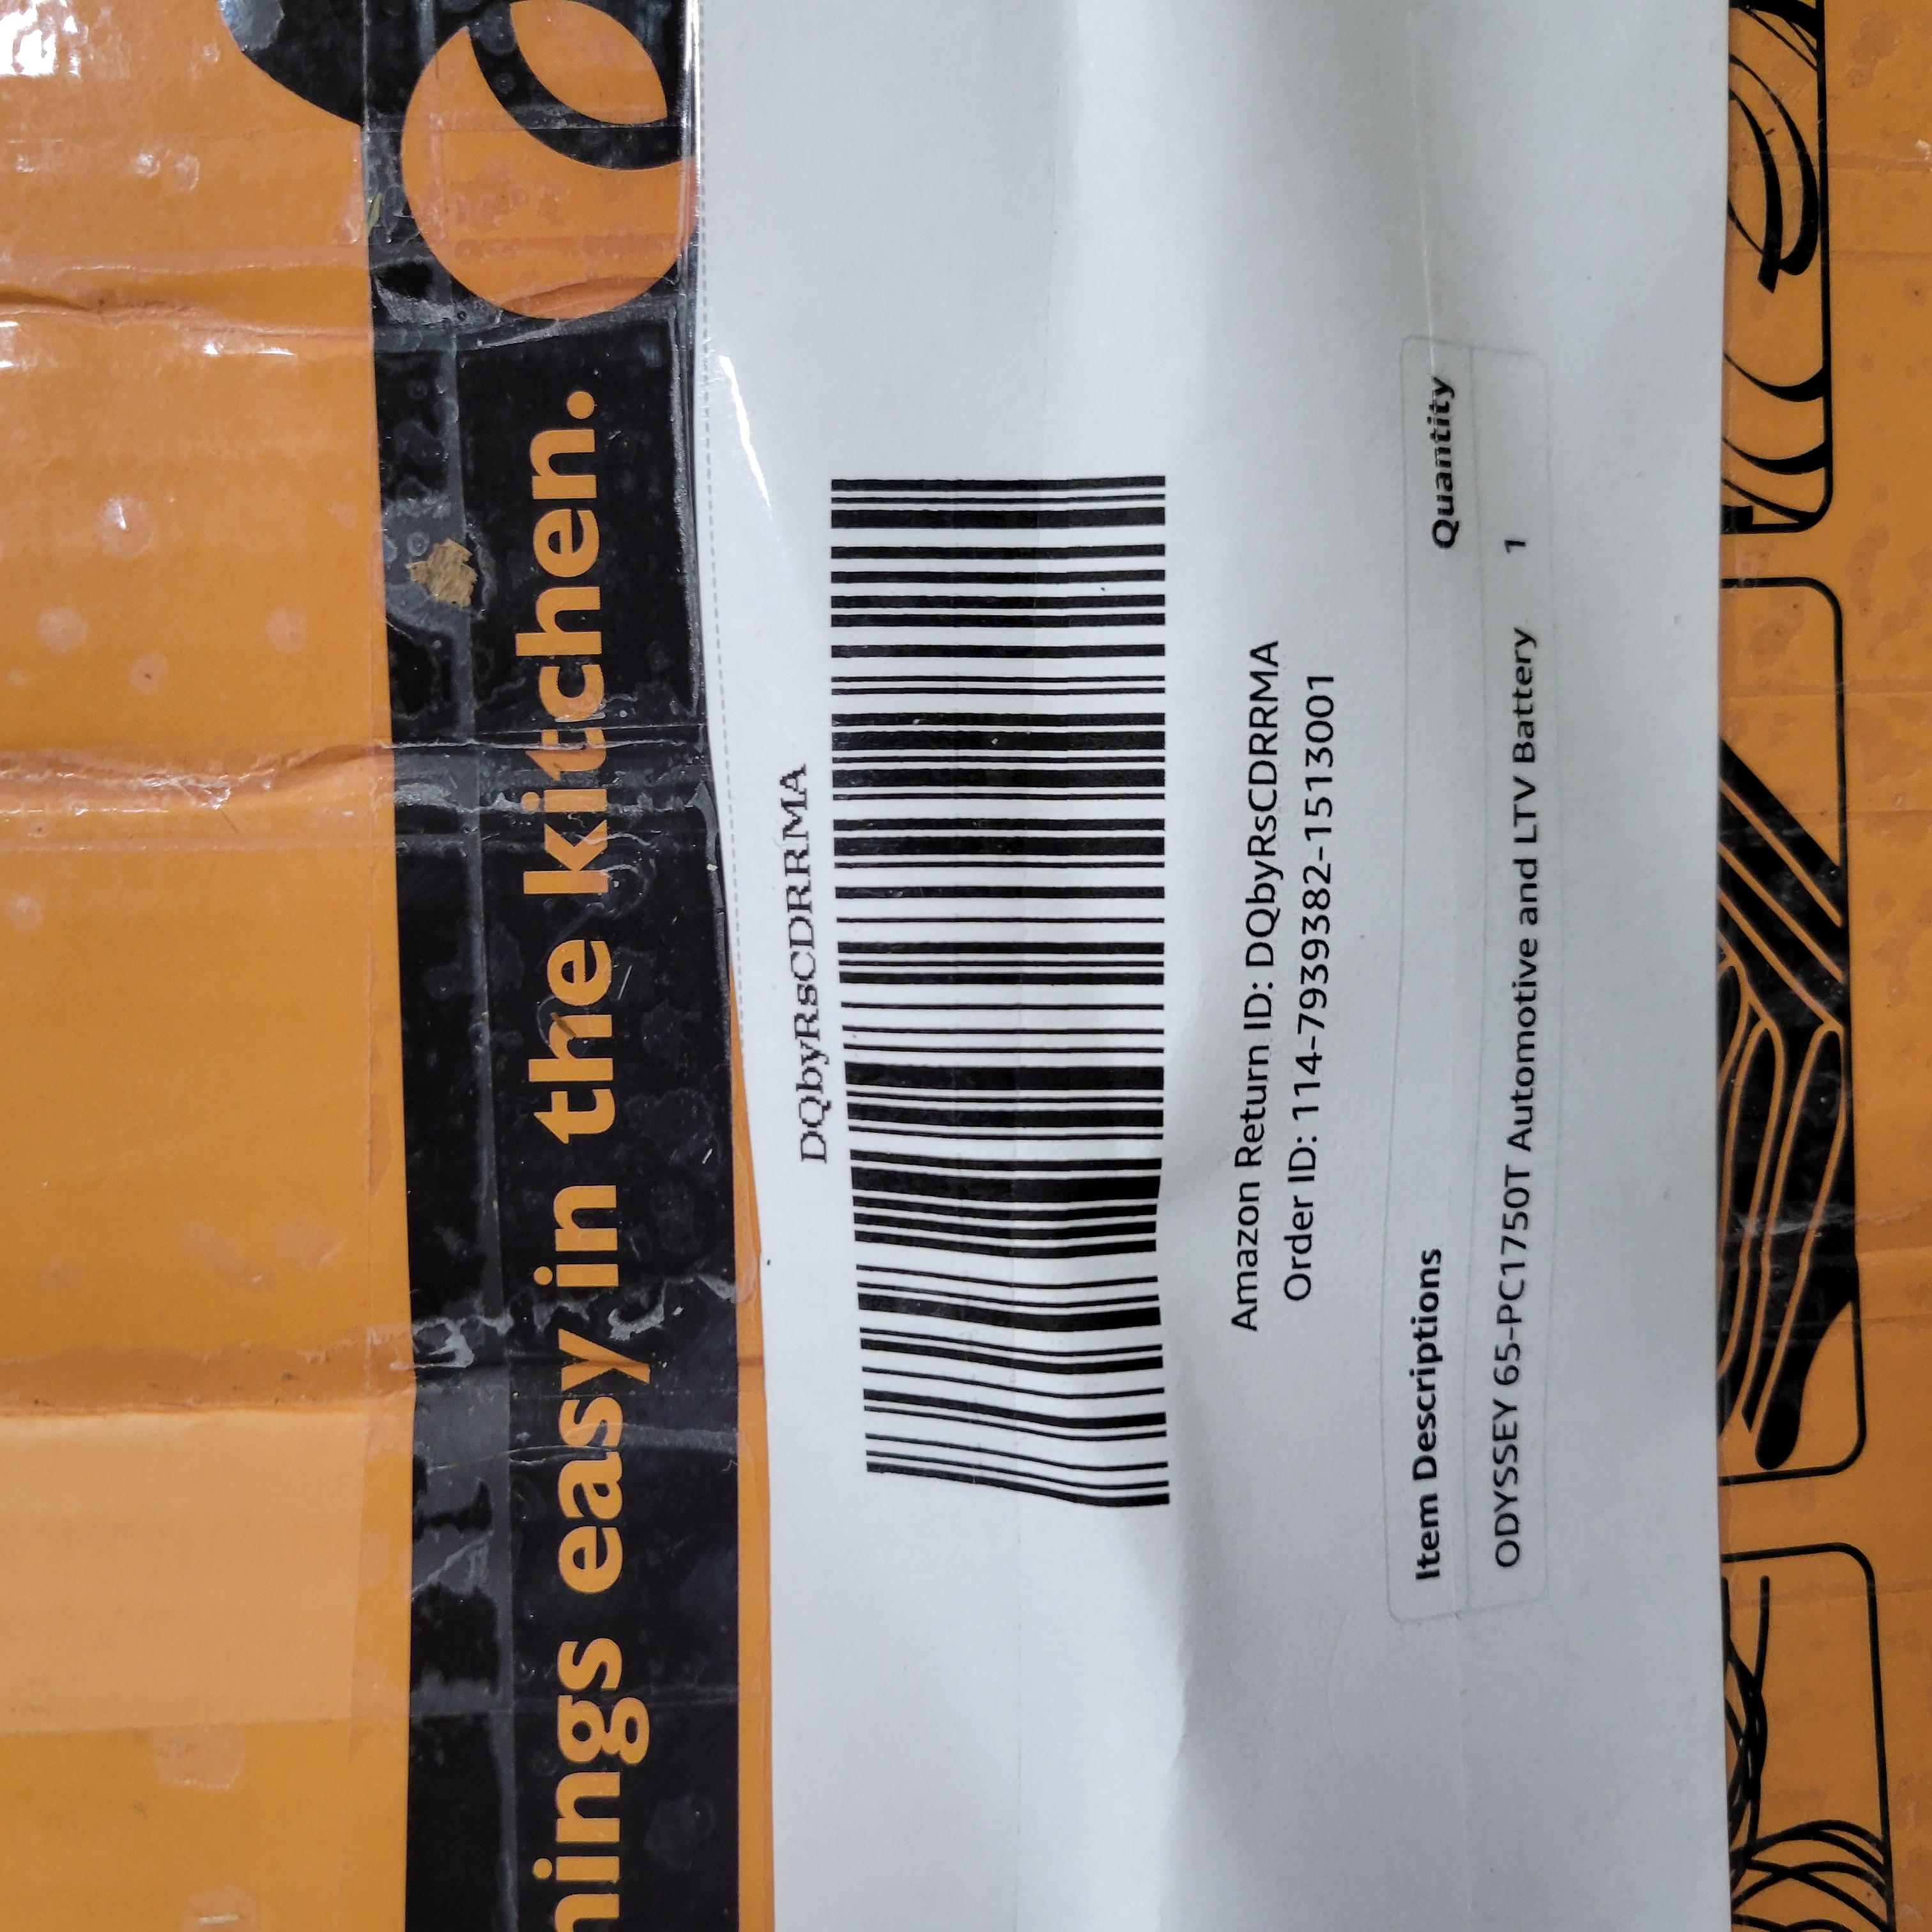 nings easy in the kitchen.
DQbyRsCDRRMA
Amazon Return ID: DQbyRsCDRRMA
Order ID: 114-7939382-1513001
Item Descriptions Quantity
ODYSSEY 65-PC1750T Automotive and LTV Battery 1